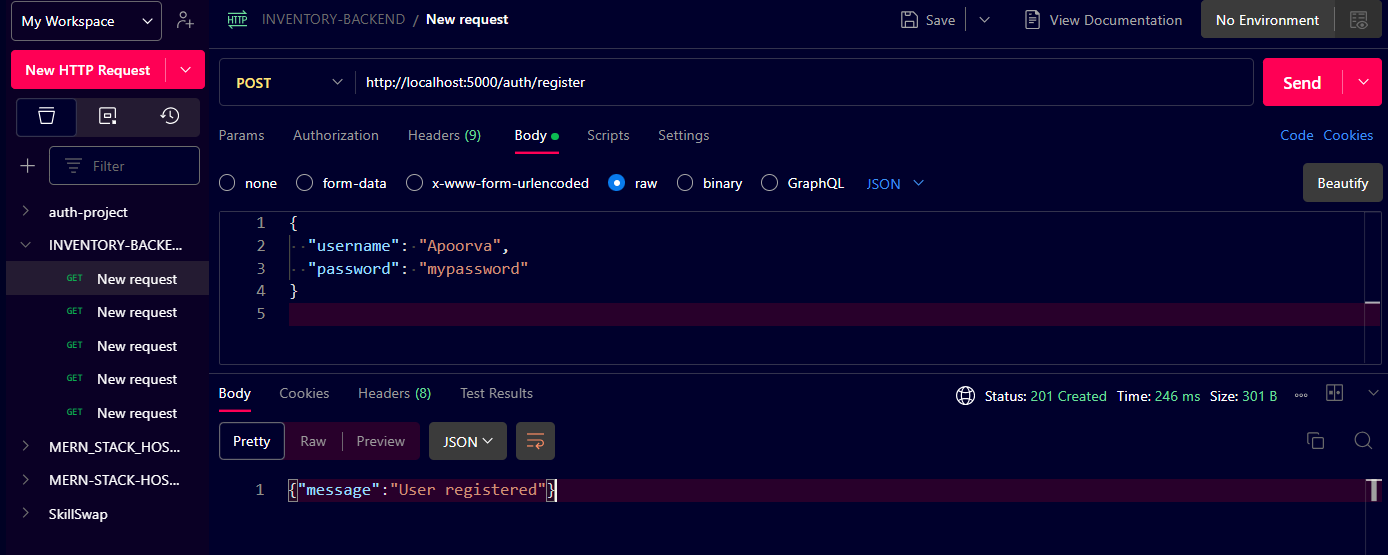 My Workspace
New HTTP Request
Filter
auth-project
INVENTORY-BACKE...
GET New request
GET New request
GET New request
GET New request
GET New request
MERN_STACK_HOS...
MERN-STACK-HOS...
SkillSwap
HTTP INVENTORY-BACKEND / New request
Save View Documentation No Environment
POST http://localhost:5000/auth/register Send
Params Authorization Headers (9) Body Scripts Settings Code Cookies
none form-data x-www-form-urlencoded raw binary GraphQL JSON Beautify
1 {
2 "username": "Apoorva",
3 "password": "mypassword"
4 }
5
Body Cookies Headers (8) Test Results Status: 201 Created Time: 246 ms Size: 301 B
Pretty Raw Preview JSON
1 {"message":"User registered"}